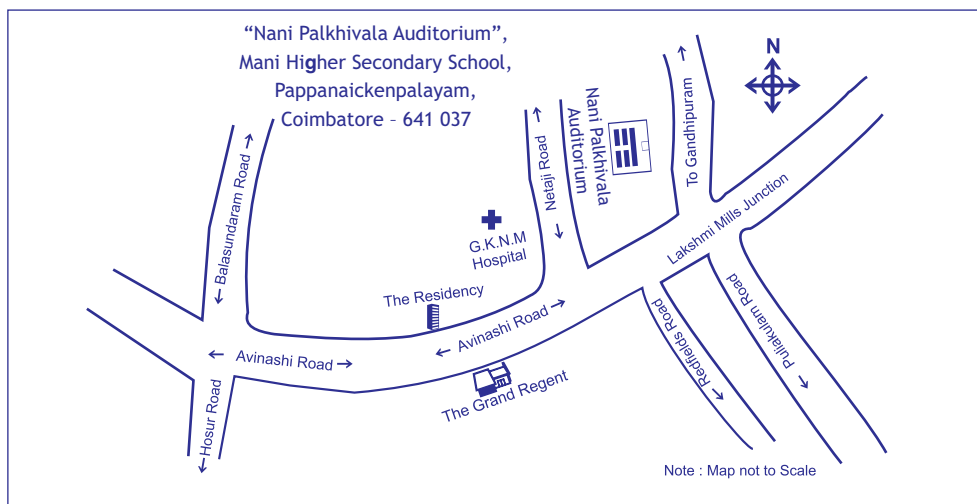 “Nani Palkhivala Auditorium”,
Mani Higher Secondary School,
Pappanaickenpalayam,
Coimbatore – 641 037
N
Balasundaram Road
Netaji Road
Nani Palkhivala
Auditorium
To Gandhipuram
G.K.N.M
Hospital
Lakshmi Mills Junction
The Residency
Avinashi Road
Avinashi Road
The Grand Regent
Redfields Road
Puliakulam Road
Hosur Road
Note : Map not to Scale